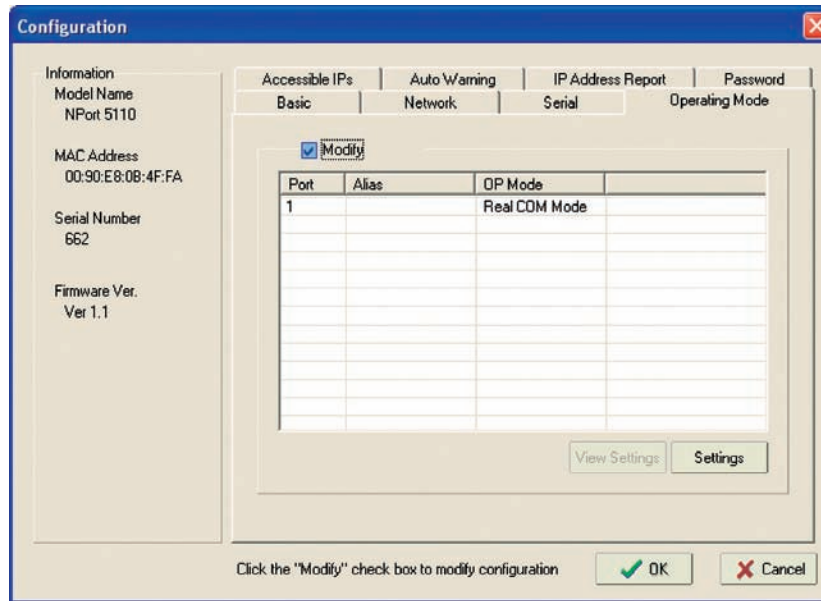 Configuration
Information
Model Name
NPort 5110
MAC Address
00:90:E8:0B:4F:FA
Serial Number
662
Firmware Ver.
Ver 1.1
Accessible IPs Auto Warning IP Address Report Password
Basic Network Serial Operating Mode
Modify
Port Alias OP Mode
1 Real COM Mode
View Settings Settings
Click the "Modify" check box to modify configuration OK Cancel